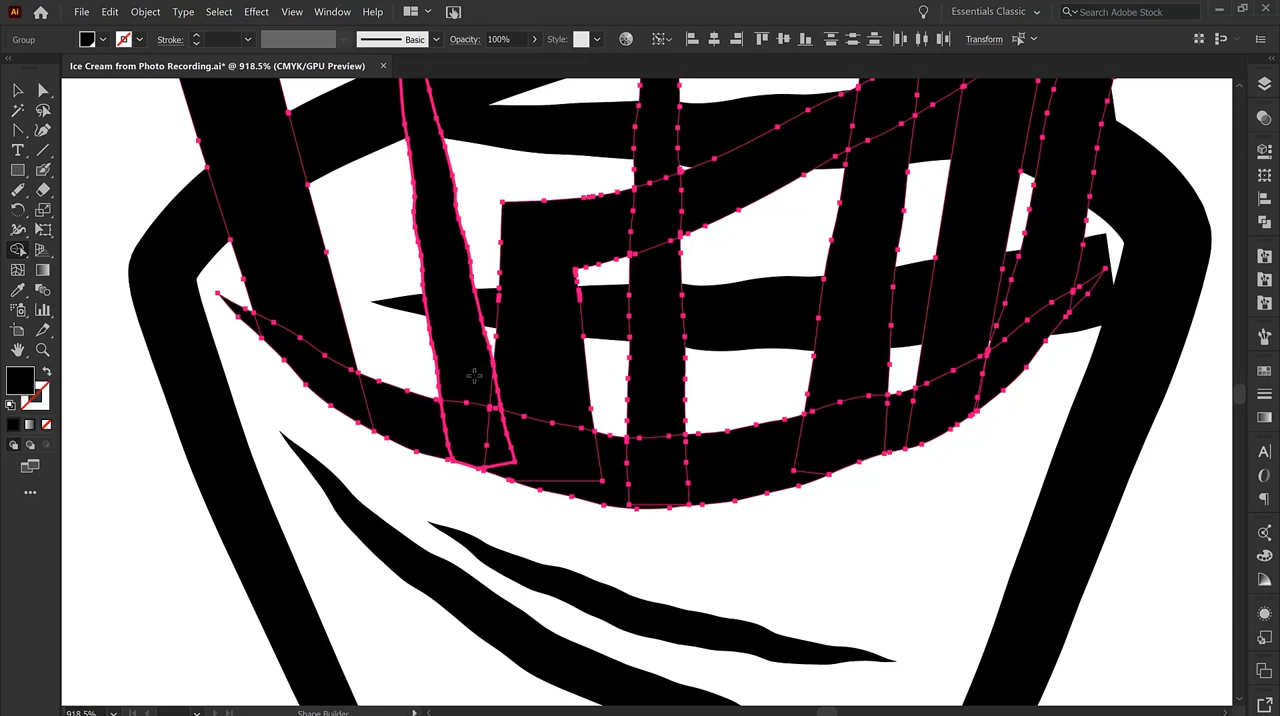 Ai File Edit Object Type Select Effect View Window Help Essentials Classic Search Adobe Stock
Group Stroke: Basic Opacity: 100% Style: Transform
Ice Cream from Photo Recording.ai* @ 918.5% (CMYK/GPU Preview)
918.5% Shape Builder